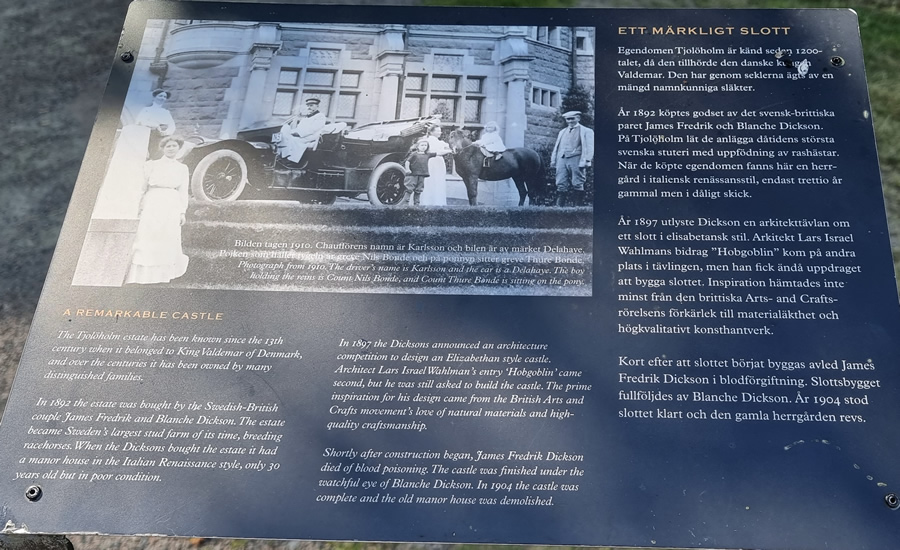 Bilden tagen 1910. Chaufförens namn är Karlsson och bilen är av märket Delahaye.
Pojken som håller tygeln är greve Nils Bonde och på ponnyn sitter greve Thure Bonde.
Photograph from 1910. The driver's name is Karlsson and the car is a Delahaye. The boy
holding the reins is Count Nils Bonde, and Count Thure Bonde is sitting on the pony.
A REMARKABLE CASTLE
The Tjolöholm estate has been known since the 13th
century when it belonged to King Valdemar of Denmark,
and over the centuries it has been owned by many
distinguished families.
In 1892 the estate was bought by the Swedish-British
couple James Fredrik and Blanche Dickson. The estate
became Sweden's largest stud farm of its time, breeding
racehorses. When the Dicksons bought the estate it had
a manor house in the Italian Renaissance style, only 30
years old but in poor condition.
In 1897 the Dicksons announced an architecture
competition to design an Elizabethan style castle.
Architect Lars Israel Wahlman's entry 'Hobgoblin' came
second, but he was still asked to build the castle. The prime
inspiration for his design came from the British Arts and
Crafts movement's love of natural materials and high-
quality craftsmanship.
Shortly after construction began, James Fredrik Dickson
died of blood poisoning. The castle was finished under the
watchful eye of Blanche Dickson. In 1904 the castle was
complete and the old manor house was demolished.
ETT MÄRKLIGT SLOTT
Egendomen Tjolöholm är känd sedan 1200-
talet, då den tillhörde den danske kungen
Valdemar. Den har genom seklerna ägts av en
mängd namnkunniga släkter.
År 1892 köptes godset av det svensk-brittiska
paret James Fredrik och Blanche Dickson.
På Tjolöholm lät de anlägga dåtidens största
svenska stuteri med uppfödning av rashästar.
När de köpte egendomen fanns här en herr-
gård i italiensk renässansstil, endast trettio år
gammal men i dåligt skick.
År 1897 utlyste Dickson en arkitekttävlan om
ett slott i elisabetansk stil. Arkitekt Lars Israel
Wahlmans bidrag "Hobgoblin" kom på andra
plats i tävlingen, men han fick ändå uppdraget
att bygga slottet. Inspiration hämtades inte
minst från den brittiska Arts- and Crafts-
rörelsens förkärlek till materialäkthet och
högkvalitativt konsthantverk.
Kort efter att slottet börjat byggas avled James
Fredrik Dickson i blodförgiftning. Slottsbygget
fullföljdes av Blanche Dickson. År 1904 stod
slottet klart och den gamla herrgården revs.